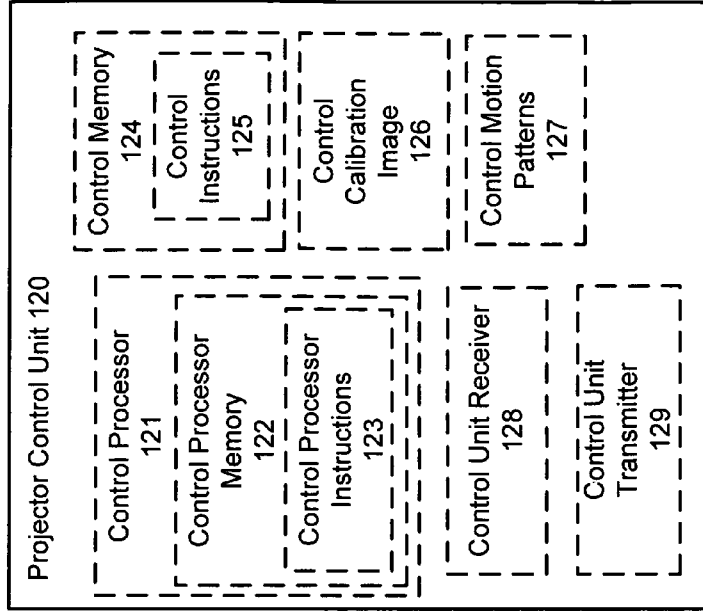 Projector Control Unit 120
Control Processor
121
Control Processor
Memory
122
Control Processor
Instructions
123
Control Unit Receiver
128
Control Unit
Transmitter
129
Control Memory
124
Control
Instructions
125
Control
Calibration
Image
126
Control Motion
Patterns
127